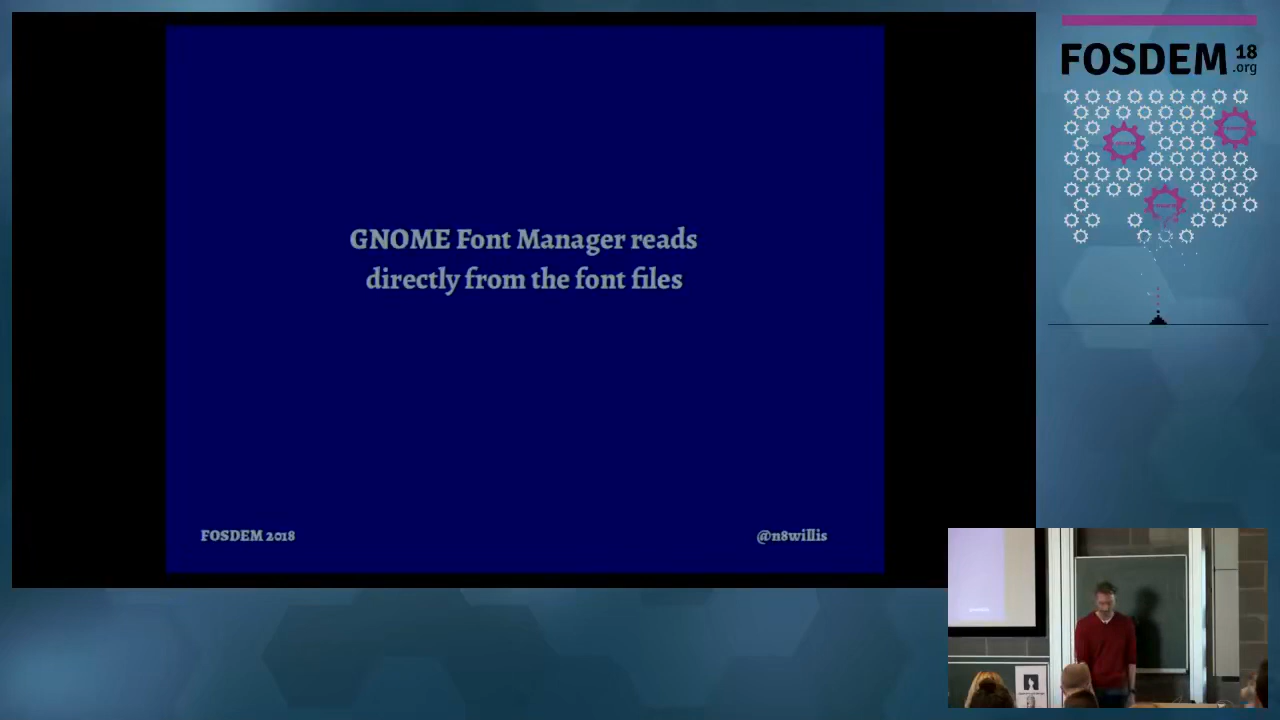 FOSDEM 18
.org
GNOME Font Manager reads
directly from the font files
FOSDEM 2018
@n8willis